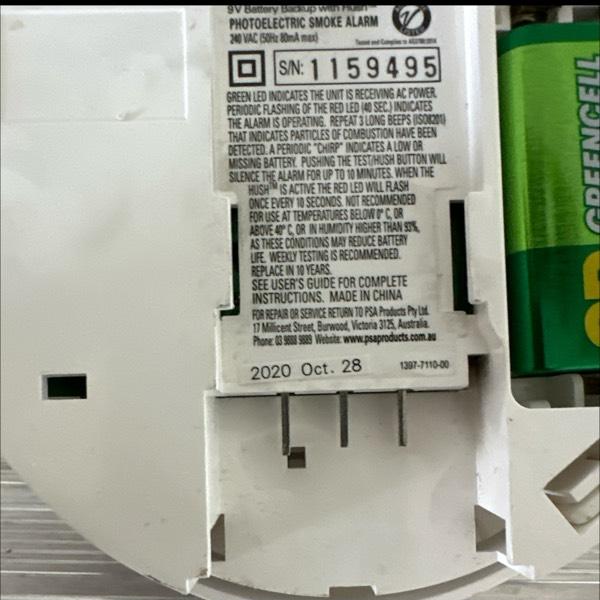 9V Battery Backup with Hush™
PHOTOELECTRIC SMOKE ALARM
240 VAC (50Hz 80mA max)
S/N: 1159495
GREEN LED INDICATES THE UNIT IS RECEIVING AC POWER.
PERIODIC FLASHING OF THE RED LED (40 SEC.) INDICATES
THE ALARM IS OPERATING. REPEAT 3 LONG BEEPS (ISO8201)
THAT INDICATES PARTICLES OF COMBUSTION HAVE BEEN
DETECTED. A PERIODIC "CHIRP" INDICATES A LOW OR
MISSING BATTERY. PUSHING THE TEST/HUSH BUTTON WILL
SILENCE THE ALARM FOR UP TO 10 MINUTES. WHEN THE
HUSH™ IS ACTIVE THE RED LED WILL FLASH
ONCE EVERY 10 SECONDS. NOT RECOMMENDED
FOR USE AT TEMPERATURES BELOW 0° C, OR
ABOVE 40° C, OR IN HUMIDITY HIGHER THAN 93%,
AS THESE CONDITIONS MAY REDUCE BATTERY
LIFE. WEEKLY TESTING IS RECOMMENDED.
REPLACE IN 10 YEARS.
SEE USER'S GUIDE FOR COMPLETE
INSTRUCTIONS. MADE IN CHINA
FOR REPAIR OR SERVICE RETURN TO PSA Products Pty Ltd.
17 Millicent Street, Burwood, Victoria 3125, Australia.
Phone: 03 9888 9889 Website: www.psaproducts.com.au
2020 Oct. 28 1397-7110-00
GREENCELL